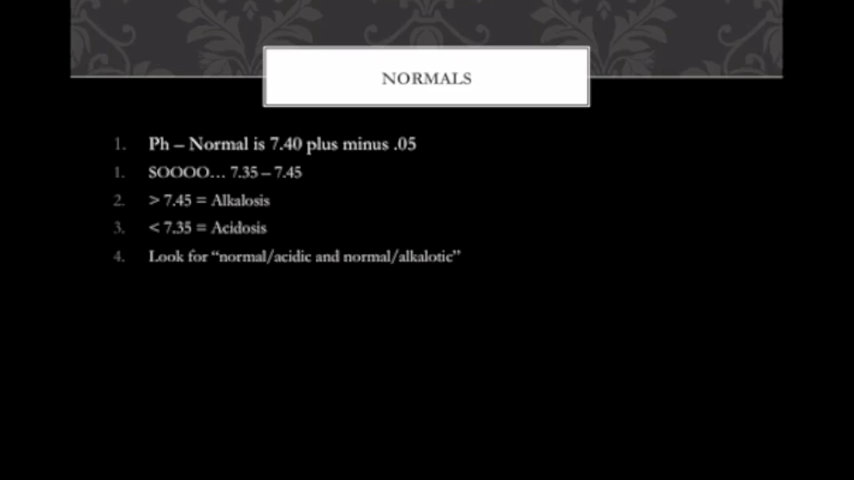 NORMALS
1. Ph – Normal is 7.40 plus minus .05
1. SOOOO… 7.35 – 7.45
2. > 7.45 = Alkalosis
3. < 7.35 = Acidosis
4. Look for “normal/acidic and normal/alkalotic”